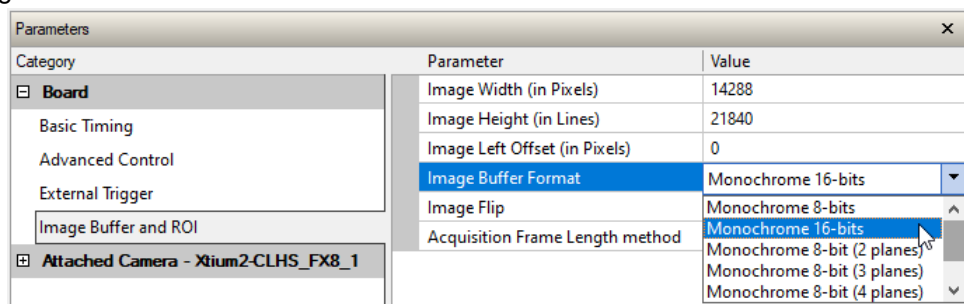 Parameters
Category
Board
Basic Timing
Advanced Control
External Trigger
Image Buffer and ROI
Attached Camera - Xtium2-CLHS_FX8_1
Parameter Value
Image Width (in Pixels) 14288
Image Height (in Lines) 21840
Image Left Offset (in Pixels) 0
Image Buffer Format Monochrome 16-bits
Image Flip
Acquisition Frame Length method
Monochrome 8-bits
Monochrome 16-bits
Monochrome 8-bit (2 planes)
Monochrome 8-bit (3 planes)
Monochrome 8-bit (4 planes)